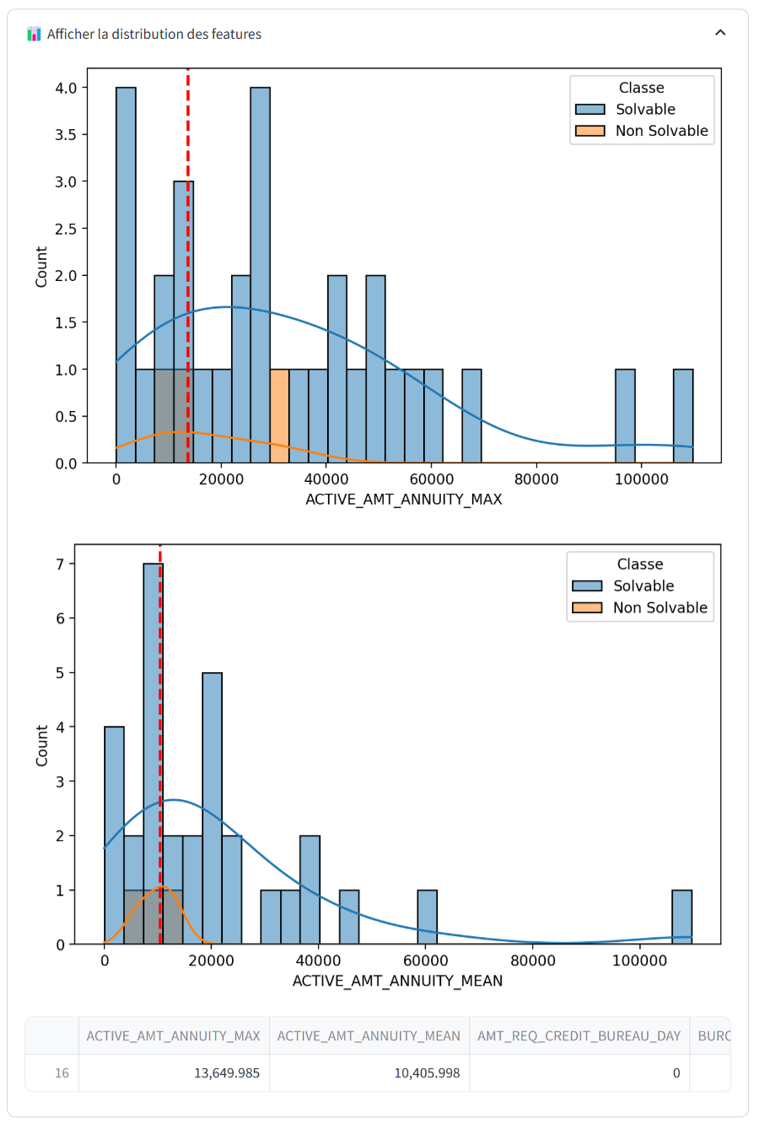 Afficher la distribution des features
4.0
3.5
3.0
2.5
2.0
1.5
1.0
0.5
0.0
Count
Classe
Solvable
Non Solvable
0 20000 40000 60000 80000 100000
ACTIVE_AMT_ANNUITY_MAX
7
6
5
4
3
2
1
0
Count
Classe
Solvable
Non Solvable
0 20000 40000 60000 80000 100000
ACTIVE_AMT_ANNUITY_MEAN
ACTIVE_AMT_ANNUITY_MAX ACTIVE_AMT_ANNUITY_MEAN AMT_REQ_CREDIT_BUREAU_DAY BURO
16 13,649.985 10,405.998 0